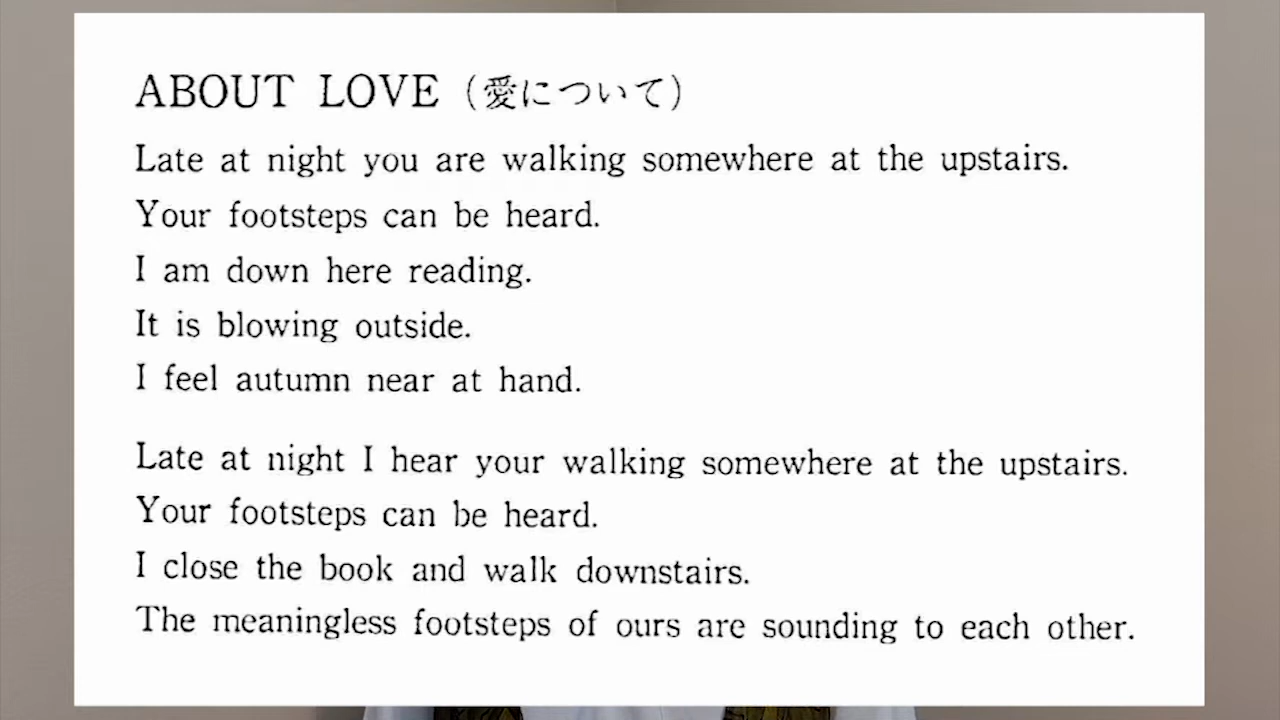 ABOUT LOVE (愛について)
Late at night you are walking somewhere at the upstairs.
Your footsteps can be heard.
I am down here reading.
It is blowing outside.
I feel autumn near at hand.
Late at night I hear your walking somewhere at the upstairs.
Your footsteps can be heard.
I close the book and walk downstairs.
The meaningless footsteps of ours are sounding to each other.